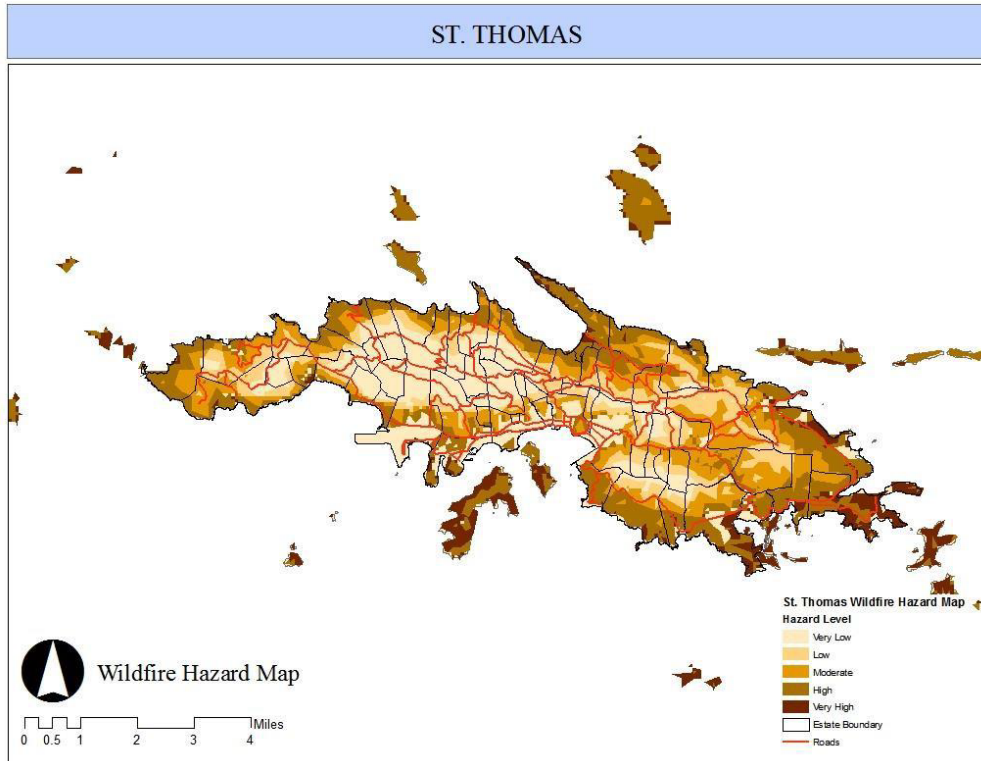 ST. THOMAS
St. Thomas Wildfire Hazard Map
Hazard Level
Very Low
Low
Moderate
High
Very High
Estate Boundary
Roads
Wildfire Hazard Map
Miles
0 0.5 1 2 3 4